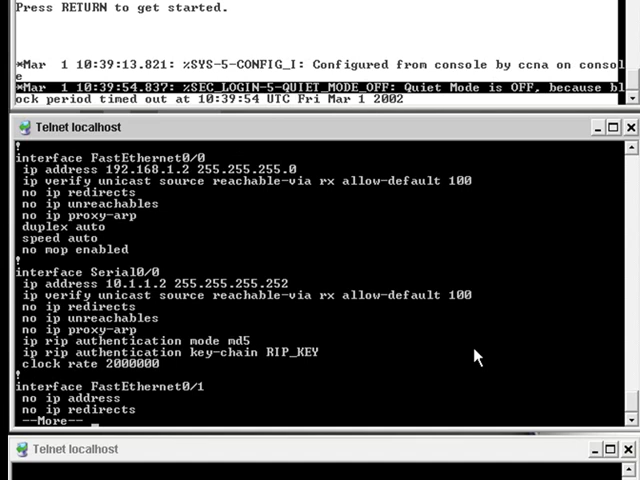 Press RETURN to get started.
*Mar  1 10:39:13.821: %SYS-5-CONFIG_I: Configured from console by ccna on consol
e
*Mar  1 10:39:54.837: %SEC_LOGIN-5-QUIET_MODE_OFF: Quiet Mode is OFF, because bl
ock period timed out at 10:39:54 UTC Fri Mar 1 2002
Telnet localhost
!
interface FastEthernet0/0
 ip address 192.168.1.2 255.255.255.0
 ip verify unicast source reachable-via rx allow-default 100
 no ip redirects
 no ip unreachables
 no ip proxy-arp
 duplex auto
 speed auto
 no mop enabled
!
interface Serial0/0
 ip address 10.1.1.2 255.255.255.252
 ip verify unicast source reachable-via rx allow-default 100
 no ip redirects
 no ip unreachables
 no ip proxy-arp
 ip rip authentication mode md5
 ip rip authentication key-chain RIP_KEY
 clock rate 2000000
!
interface FastEthernet0/1
 no ip address
 no ip redirects
 --More--
Telnet localhost